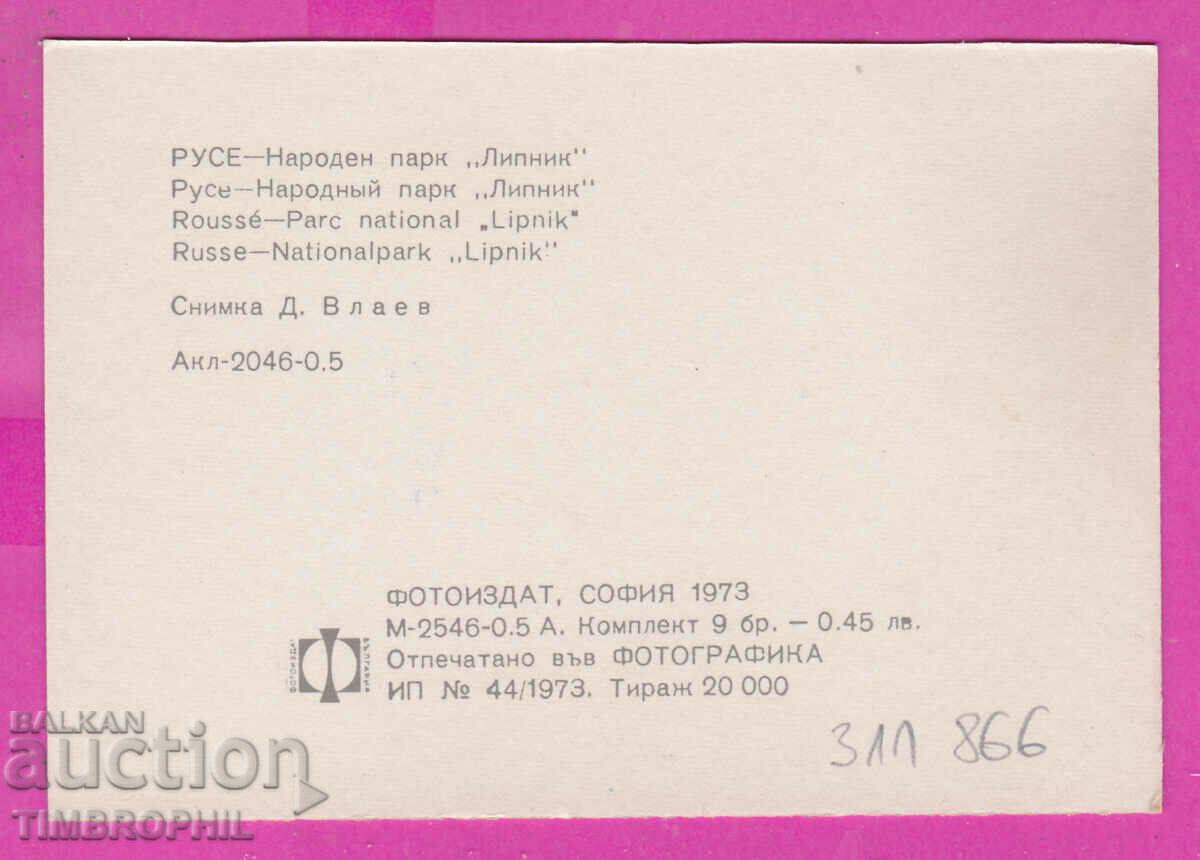 РУСЕ—Народен парк ,,Липник''
Русе—Народный парк ,,Липник''
Roussé—Parc national „Lipnik"
Russe—Nationalpark ,,Lipnik''
Снимка Д. Влаев
Акл-2046-0.5
ФОТОИЗДАТ, СОФИЯ 1973
М-2546-0.5 А. Комплект 9 бр. — 0.45 лв.
Отпечатано във ФОТОГРАФИКА
ИП № 44/1973. Тираж 20 000
ФОТОИЗДАТ
БЪЛГАРИЯ
311 866
BALKAN
auction
TIMBROPHIL